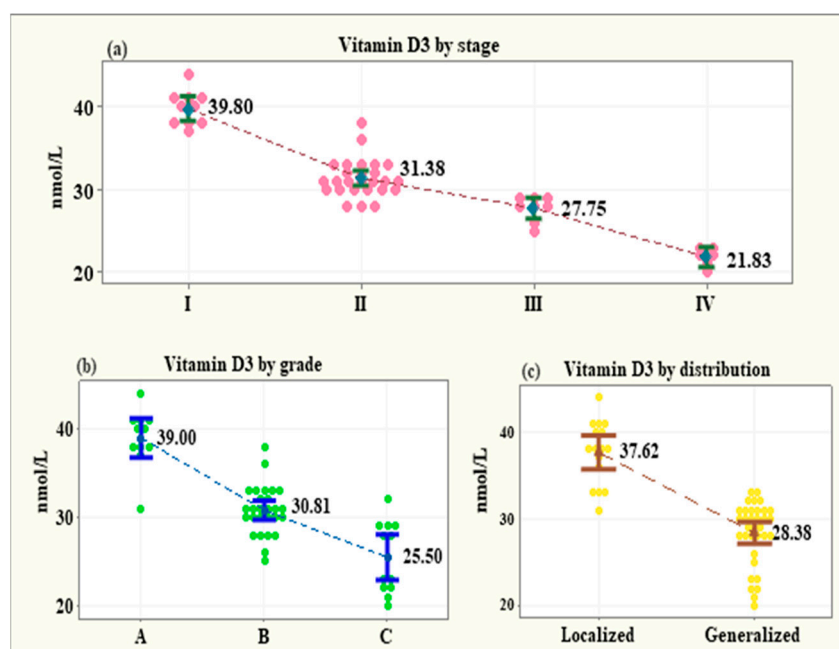 (a)
Vitamin D3 by stage
nmol/L
40
30
20
39.80
31.38
27.75
21.83
I II III IV
(b)
Vitamin D3 by grade
nmol/L
40
30
20
39.00
30.81
25.50
A B C
(c)
Vitamin D3 by distribution
nmol/L
40
30
20
37.62
28.38
Localized Generalized